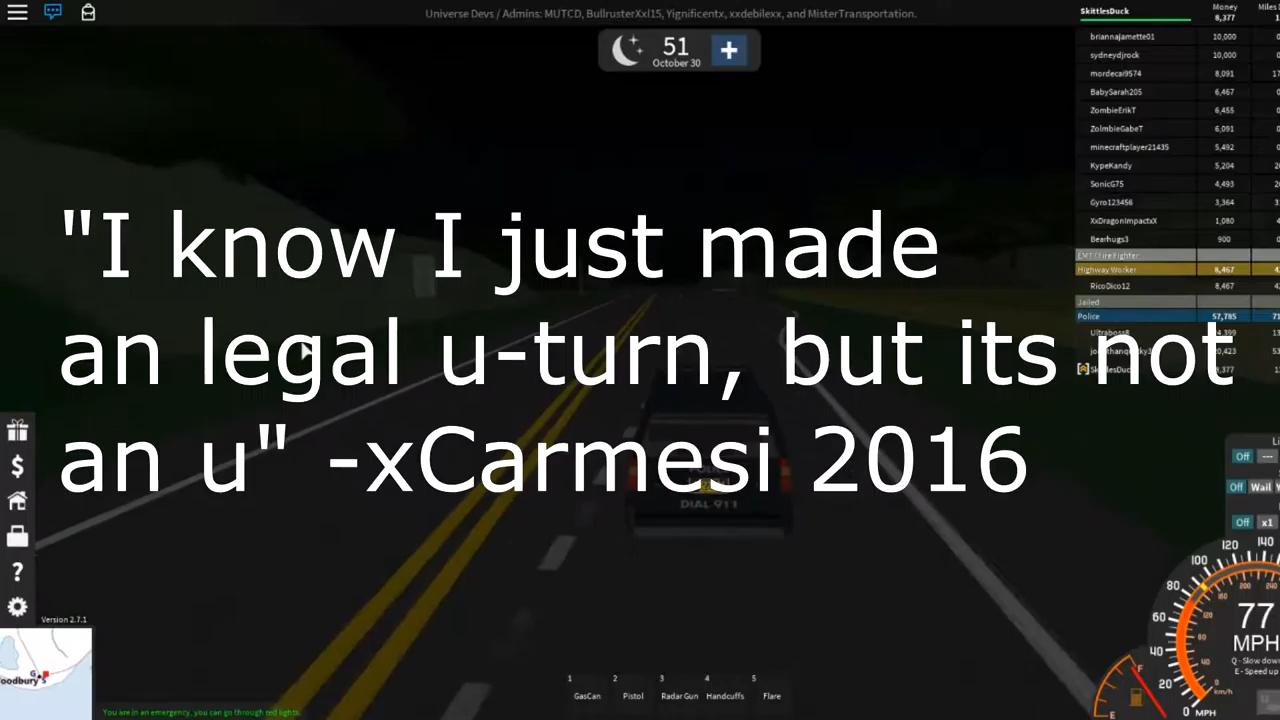 Universe Devs / Admins: MUTCD, BullrusterXxl15, Yignificentx, xxdebilexx, and MisterTransportation.
SkittlesDuck
Money
8,377
Miles
51
October 30
+
briannajamette01 10,000
sydneydjrock 10,000
mordecai9574 8,091
BabySarah205 6,467
ZombieErikT 6,455
ZolmbieGabeT 6,091
minecraftplayer21435 5,492
KypeKandy 5,204
SonicG75 4,493
Gyro123456 3,364
XxDragonImpactxX 1,080
Bearhugs3 900
EMT / Fire Fighter
Highway Worker 8,467
RicoDico12 8,467
Jailed
Police 57,785
Ultraboss8
"I know I just made
an legal u-turn, but its not
an u" -xCarmesi 2016
DIAL 911
Off ---
Off Wail
Off x1
?
Version 2.7.1
oodbury
1 2 3 4 5
GasCan Pistol Radar Gun Handcuffs Flare
You are in an emergency, you can go through red lights.
0 20 40 60 80 100 120 140
77
MPH
Q - Slow down
E - Speed up
km/h
MPH
F
E